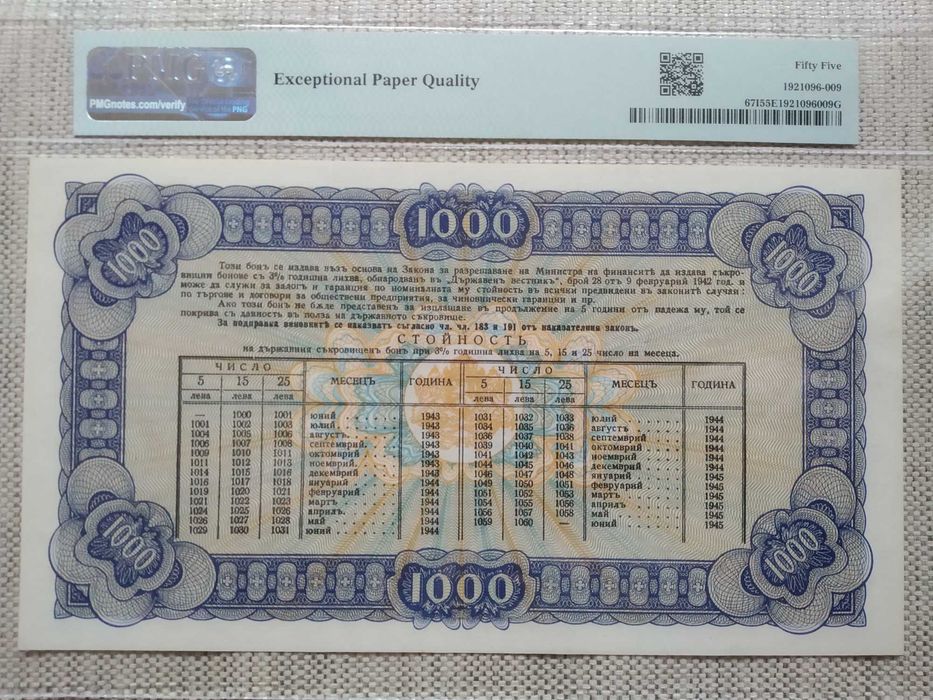 PMG
PMGnotes.com/verify
Exceptional Paper Quality
Fifty Five
1921096-009
67I55E1921096009G
1000
1000
1000
Този бонъ се издава възъ основа на Закона за разрешаване на Министра на финанситѣ да издава съкро-
вищни бонове съ 3% годишна лихва, обнародванъ въ „Държавенъ вестникъ", брой 28 отъ 9 февруарий 1942 год. и
може да служи за залогъ и гаранция по номиналната му стойность въ всички предвидени въ законитѣ случаи:
по търгове и договори за обществени предприятия, за чиновнически гаранции и пр.
Ако този бонъ не бѫде представенъ за изплащане въ продължение на 5 години отъ падежа му, той се
покрива съ давность въ полза на държавното съкровище.
За подправка виновнитѣ се наказватъ съгласно чл. чл. 183 и 191 отъ наказателния законъ.
СТОЙНОСТЬ
на държавния съкровищенъ бонъ при 3% годишна лихва на 5, 15 и 25 число на месеца.
ЧИСЛО МЕСЕЦЪ ГОДИНА ЧИСЛО МЕСЕЦЪ ГОДИНА
5 15 25 5 15 25
лева лева лева лева лева лева
— 1000 1001 юний 1943 1031 1032 1033 юлий 1944
1001 1002 1003 юлий 1943 1034 1035 1036 августъ 1944
1004 1005 1006 августъ 1943 1036 1037 1038 септемврий 1944
1006 1007 1008 септемврий 1943 1039 1040 1041 октомврий 1944
1009 1010 1011 октомврий 1943 1041 1042 1043 ноемврий 1944
1011 1012 1013 ноемврий 1943 1044 1045 1046 декемврий 1944
1014 1015 1016 декемврий 1943 1046 1047 1048 януарий 1945
1016 1017 1018 януарий 1944 1049 1050 1051 февруарий 1945
1019 1020 1021 февруарий 1944 1051 1052 1053 мартъ 1945
1021 1022 1023 мартъ 1944 1054 1055 1056 априлъ 1945
1024 1025 1026 априлъ 1944 1056 1057 1058 май 1945
1026 1027 1028 май 1944 1059 1060 — юний 1945
1029 1030 1031 юний 1944
1000
1000
1000